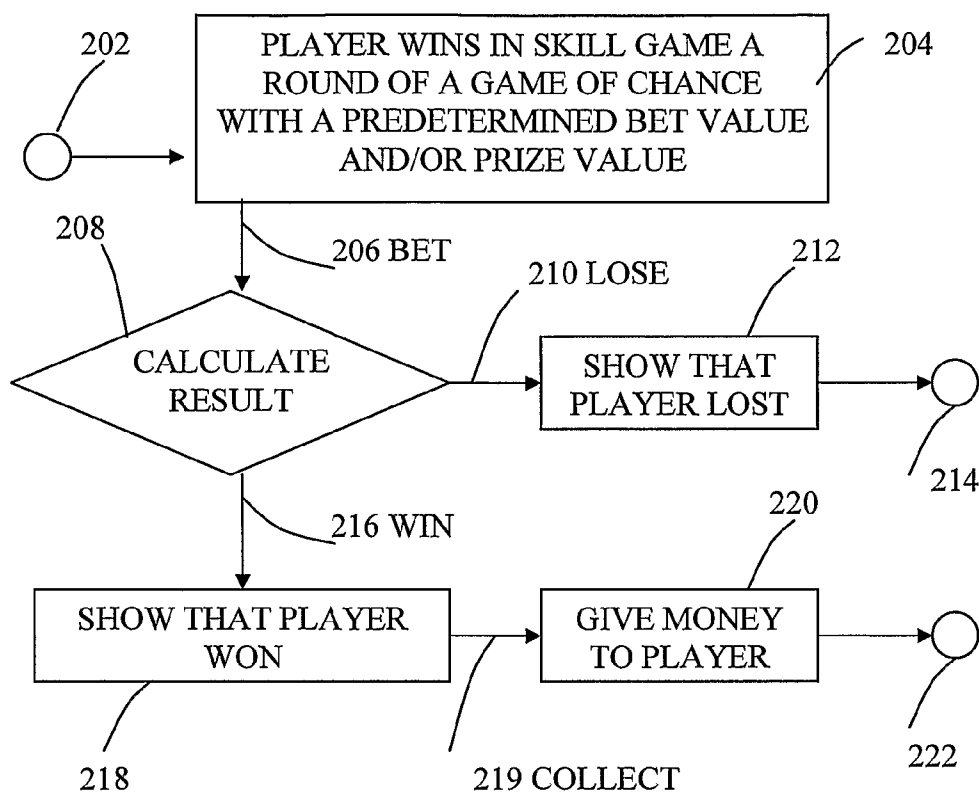 202
PLAYER WINS IN SKILL GAME A
ROUND OF A GAME OF CHANCE
WITH A PREDETERMINED BET VALUE
AND/OR PRIZE VALUE
204
208
206 BET
210 LOSE
212
CALCULATE
RESULT
SHOW THAT
PLAYER LOST
214
216 WIN
220
SHOW THAT PLAYER
WON
GIVE MONEY
TO PLAYER
218
219 COLLECT
222